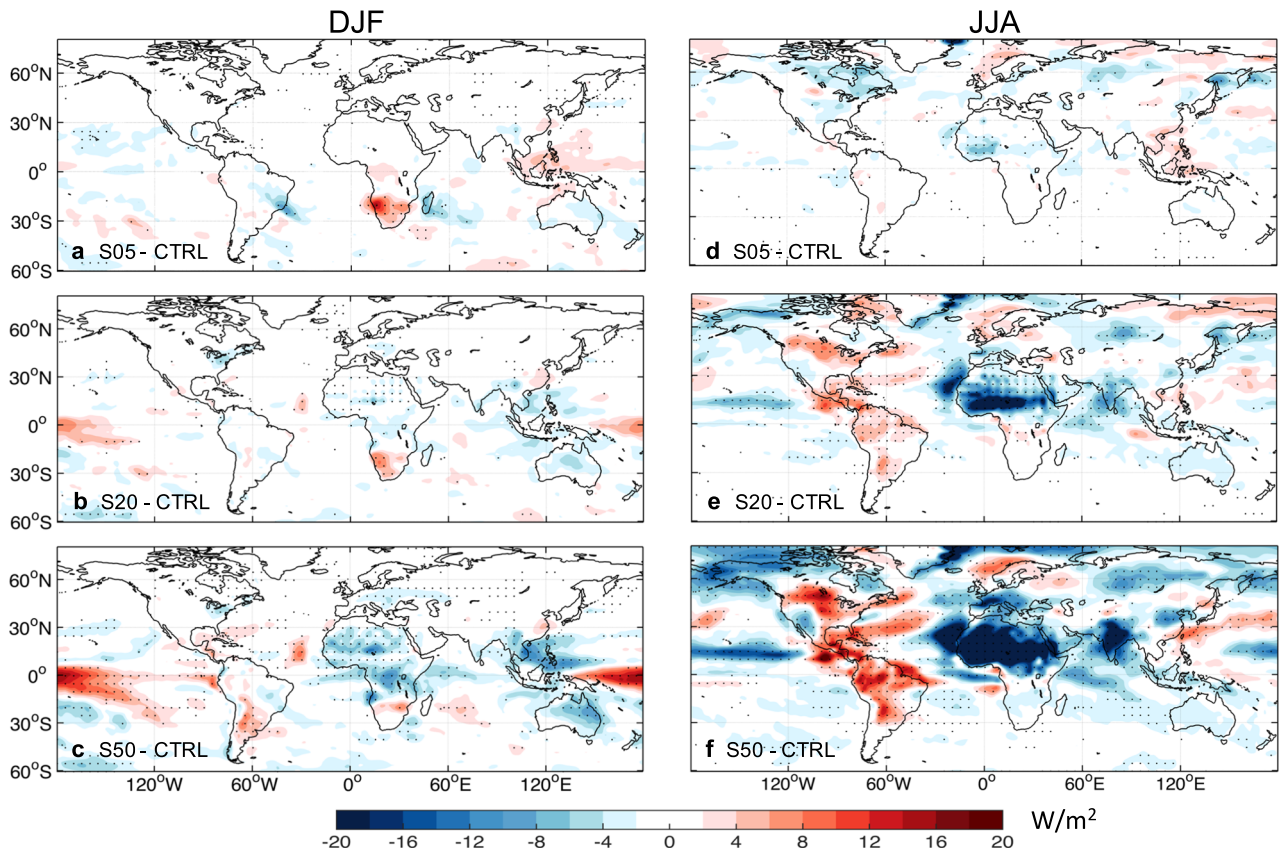 DJF
JJA
60°N
30°N
0°
30°S
60°S
a S05 - CTRL
d S05 - CTRL
60°N
30°N
0°
30°S
60°S
b S20 - CTRL
e S20 - CTRL
60°N
30°N
0°
30°S
60°S
c S50 - CTRL
f S50 - CTRL
120°W 60°W 0° 60°E 120°E
120°W 60°W 0° 60°E 120°E
-20 -16 -12 -8 -4 0 4 8 12 16 20
W/m²